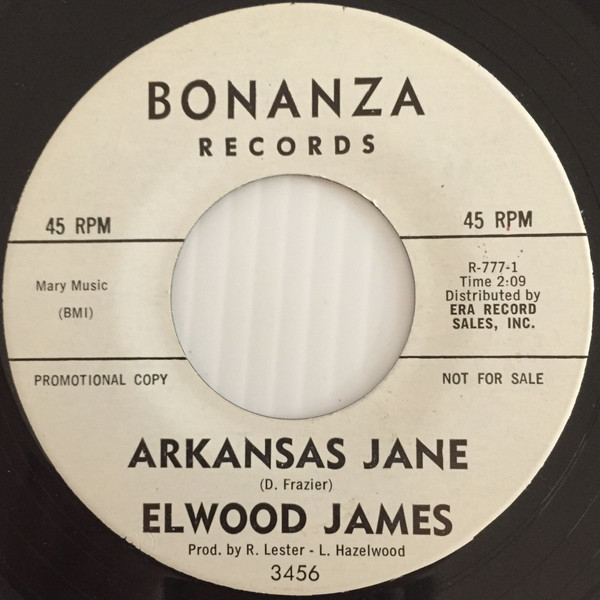 BONANZA
RECORDS
45 RPM
45 RPM
Mary Music
(BMI)
R-777-1
Time 2:09
Distributed by
ERA RECORD
SALES, INC.
PROMOTIONAL COPY
NOT FOR SALE
ARKANSAS JANE
(D. Frazier)
ELWOOD JAMES
Prod. by R. Lester - L. Hazelwood
3456